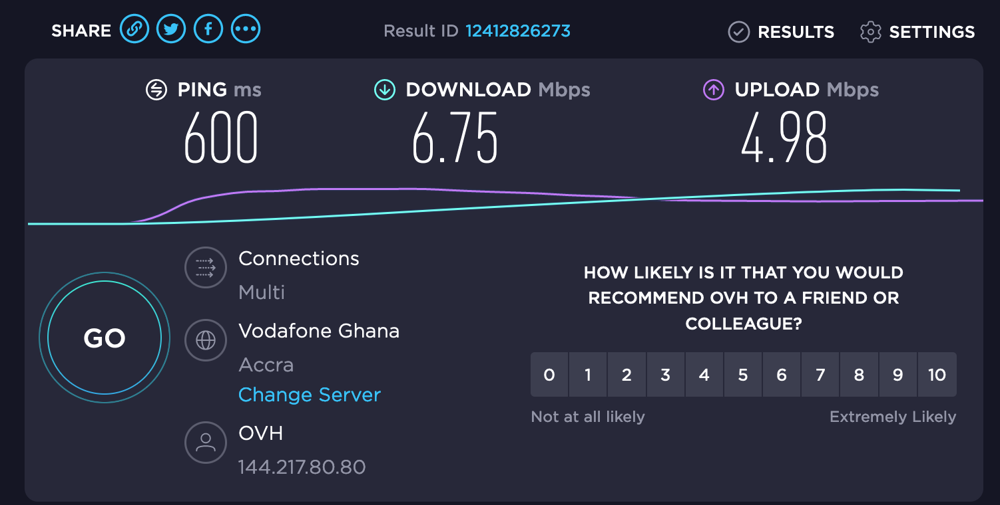 SHARE
Result ID 12412826273
RESULTS
SETTINGS
PING ms
600
DOWNLOAD Mbps
6.75
UPLOAD Mbps
4.98
GO
Connections
Multi
Vodafone Ghana
Accra
Change Server
OVH
144.217.80.80
HOW LIKELY IS IT THAT YOU WOULD
RECOMMEND OVH TO A FRIEND OR
COLLEAGUE?
0 1 2 3 4 5 6 7 8 9 10
Not at all likely
Extremely Likely